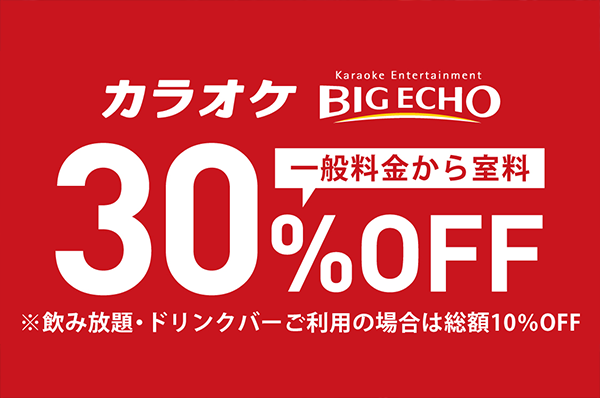 Karaoke Entertainment
カラオケ BIG ECHO
一般料金から室料
30%OFF
※飲み放題・ドリンクバーご利用の場合は総額10%OFF